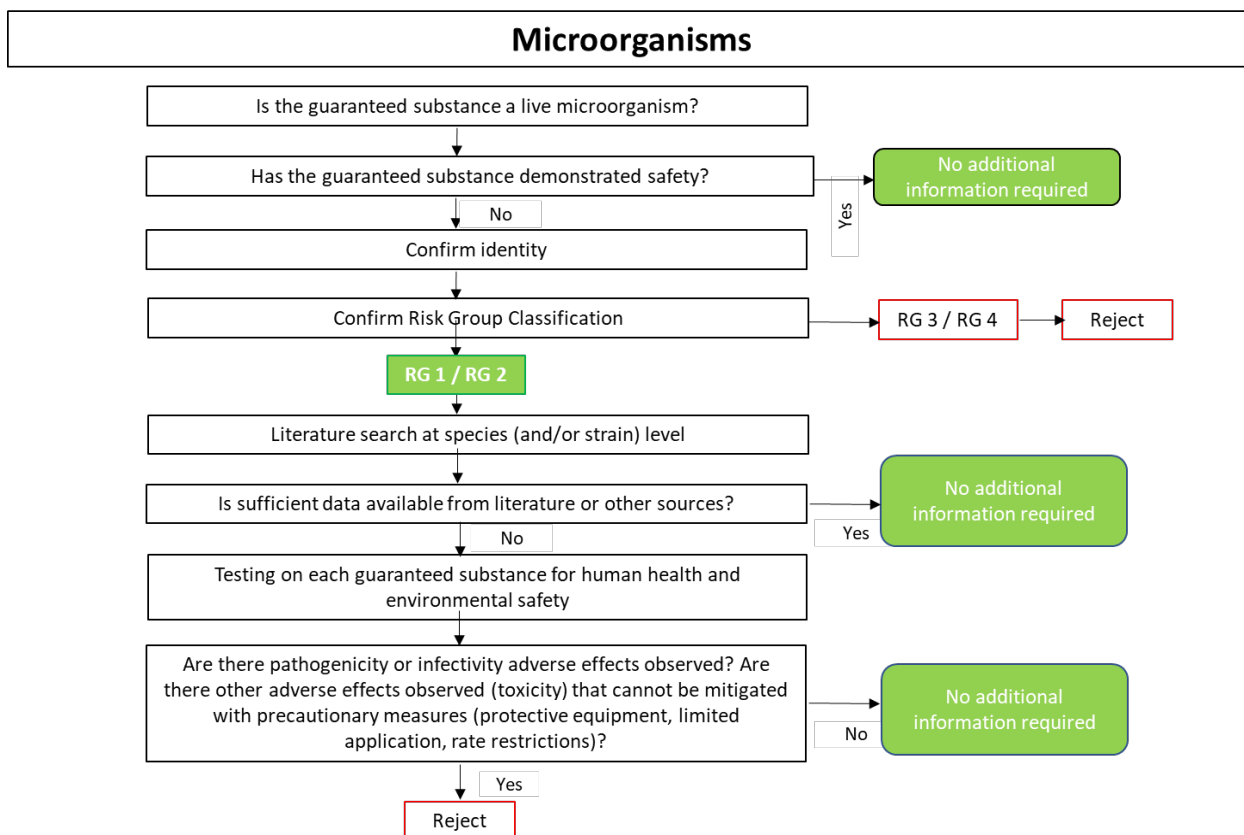 Microorganisms
Is the guaranteed substance a live microorganism?
Has the guaranteed substance demonstrated safety?
Yes
No additional
information required
No
Confirm identity
Confirm Risk Group Classification
RG 3 / RG 4
Reject
RG 1 / RG 2
Literature search at species (and/or strain) level
Is sufficient data available from literature or other sources?
Yes
No additional
information required
No
Testing on each guaranteed substance for human health and
environmental safety
Are there pathogenicity or infectivity adverse effects observed? Are
there other adverse effects observed (toxicity) that cannot be mitigated
with precautionary measures (protective equipment, limited
application, rate restrictions)?
No
No additional
information required
Yes
Reject